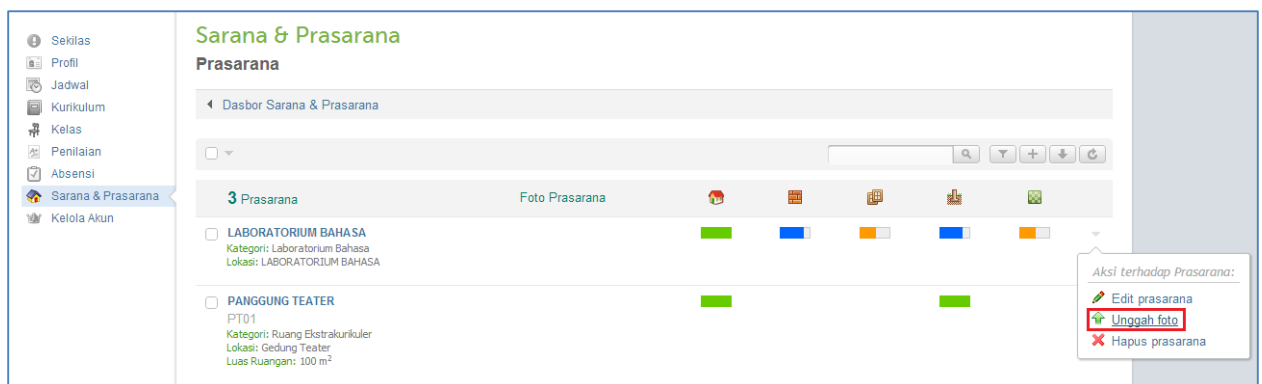 Sekilas
Profil
Jadwal
Kurikulum
Kelas
Penilaian
Absensi
Sarana & Prasarana
Kelola Akun
Sarana & Prasarana
Prasarana
Dasbor Sarana & Prasarana
3 Prasarana
Foto Prasarana
LABORATORIUM BAHASA
Kategori: Laboratorium Bahasa
Lokasi: LABORATORIUM BAHASA
PANGGUNG TEATER
PT01
Kategori: Ruang Ekstrakurikuler
Lokasi: Gedung Teater
Luas Ruangan: 100 m²
Aksi terhadap Prasarana:
Edit prasarana
Unggah foto
Hapus prasarana